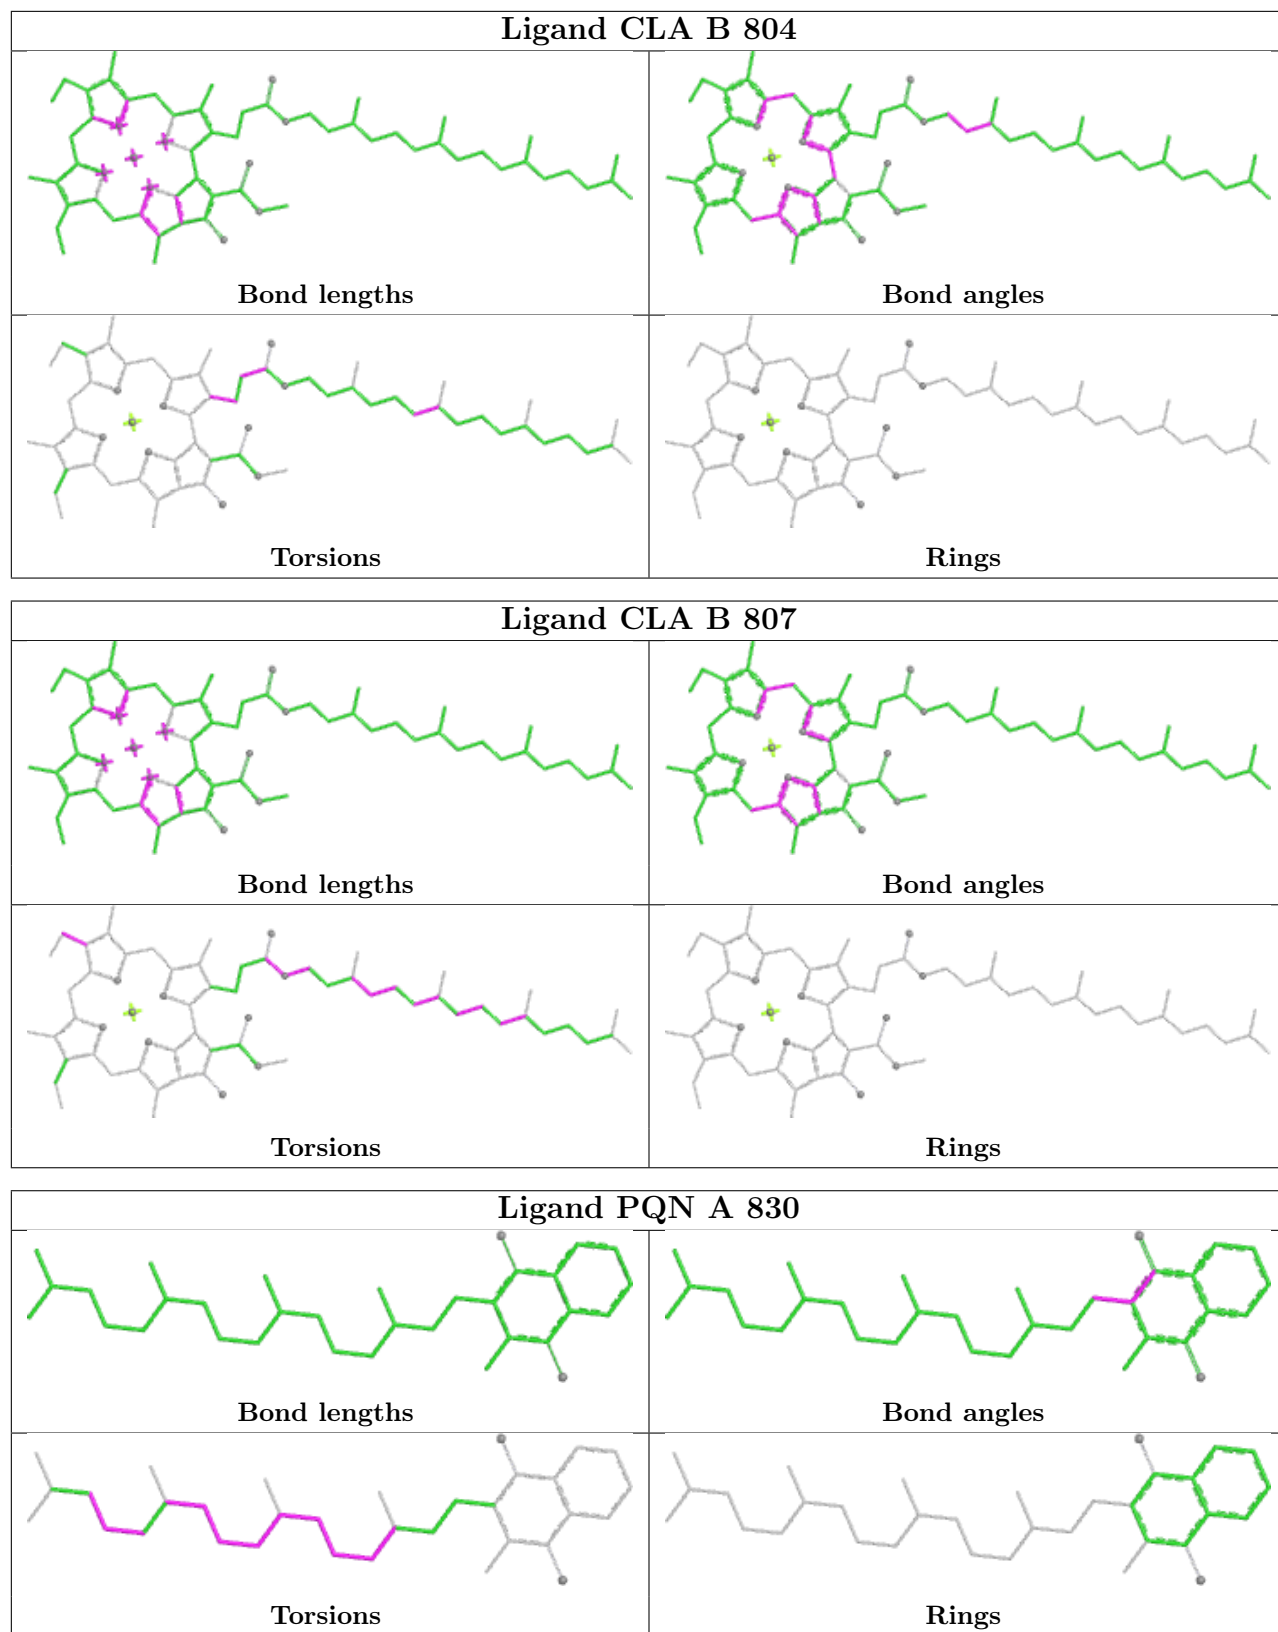 Ligand CLA B 804
Bond lengths
Bond angles
Torsions
Rings
Ligand CLA B 807
Bond lengths
Bond angles
Torsions
Rings
Ligand PQN A 830
Bond lengths
Bond angles
Torsions
Rings